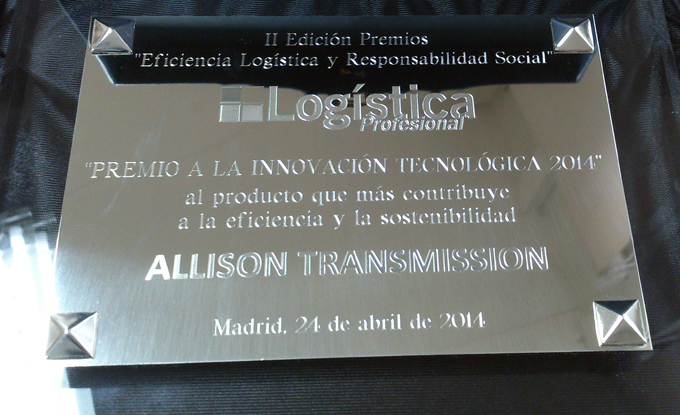 II Edición Premios
"Eficiencia Logística y Responsabilidad Social"
Logística
Profesional
"PREMIO A LA INNOVACIÓN TECNOLÓGICA 2014"
al producto que más contribuye
a la eficiencia y la sostenibilidad
ALLISON TRANSMISSION
Madrid, 24 de abril de 2014